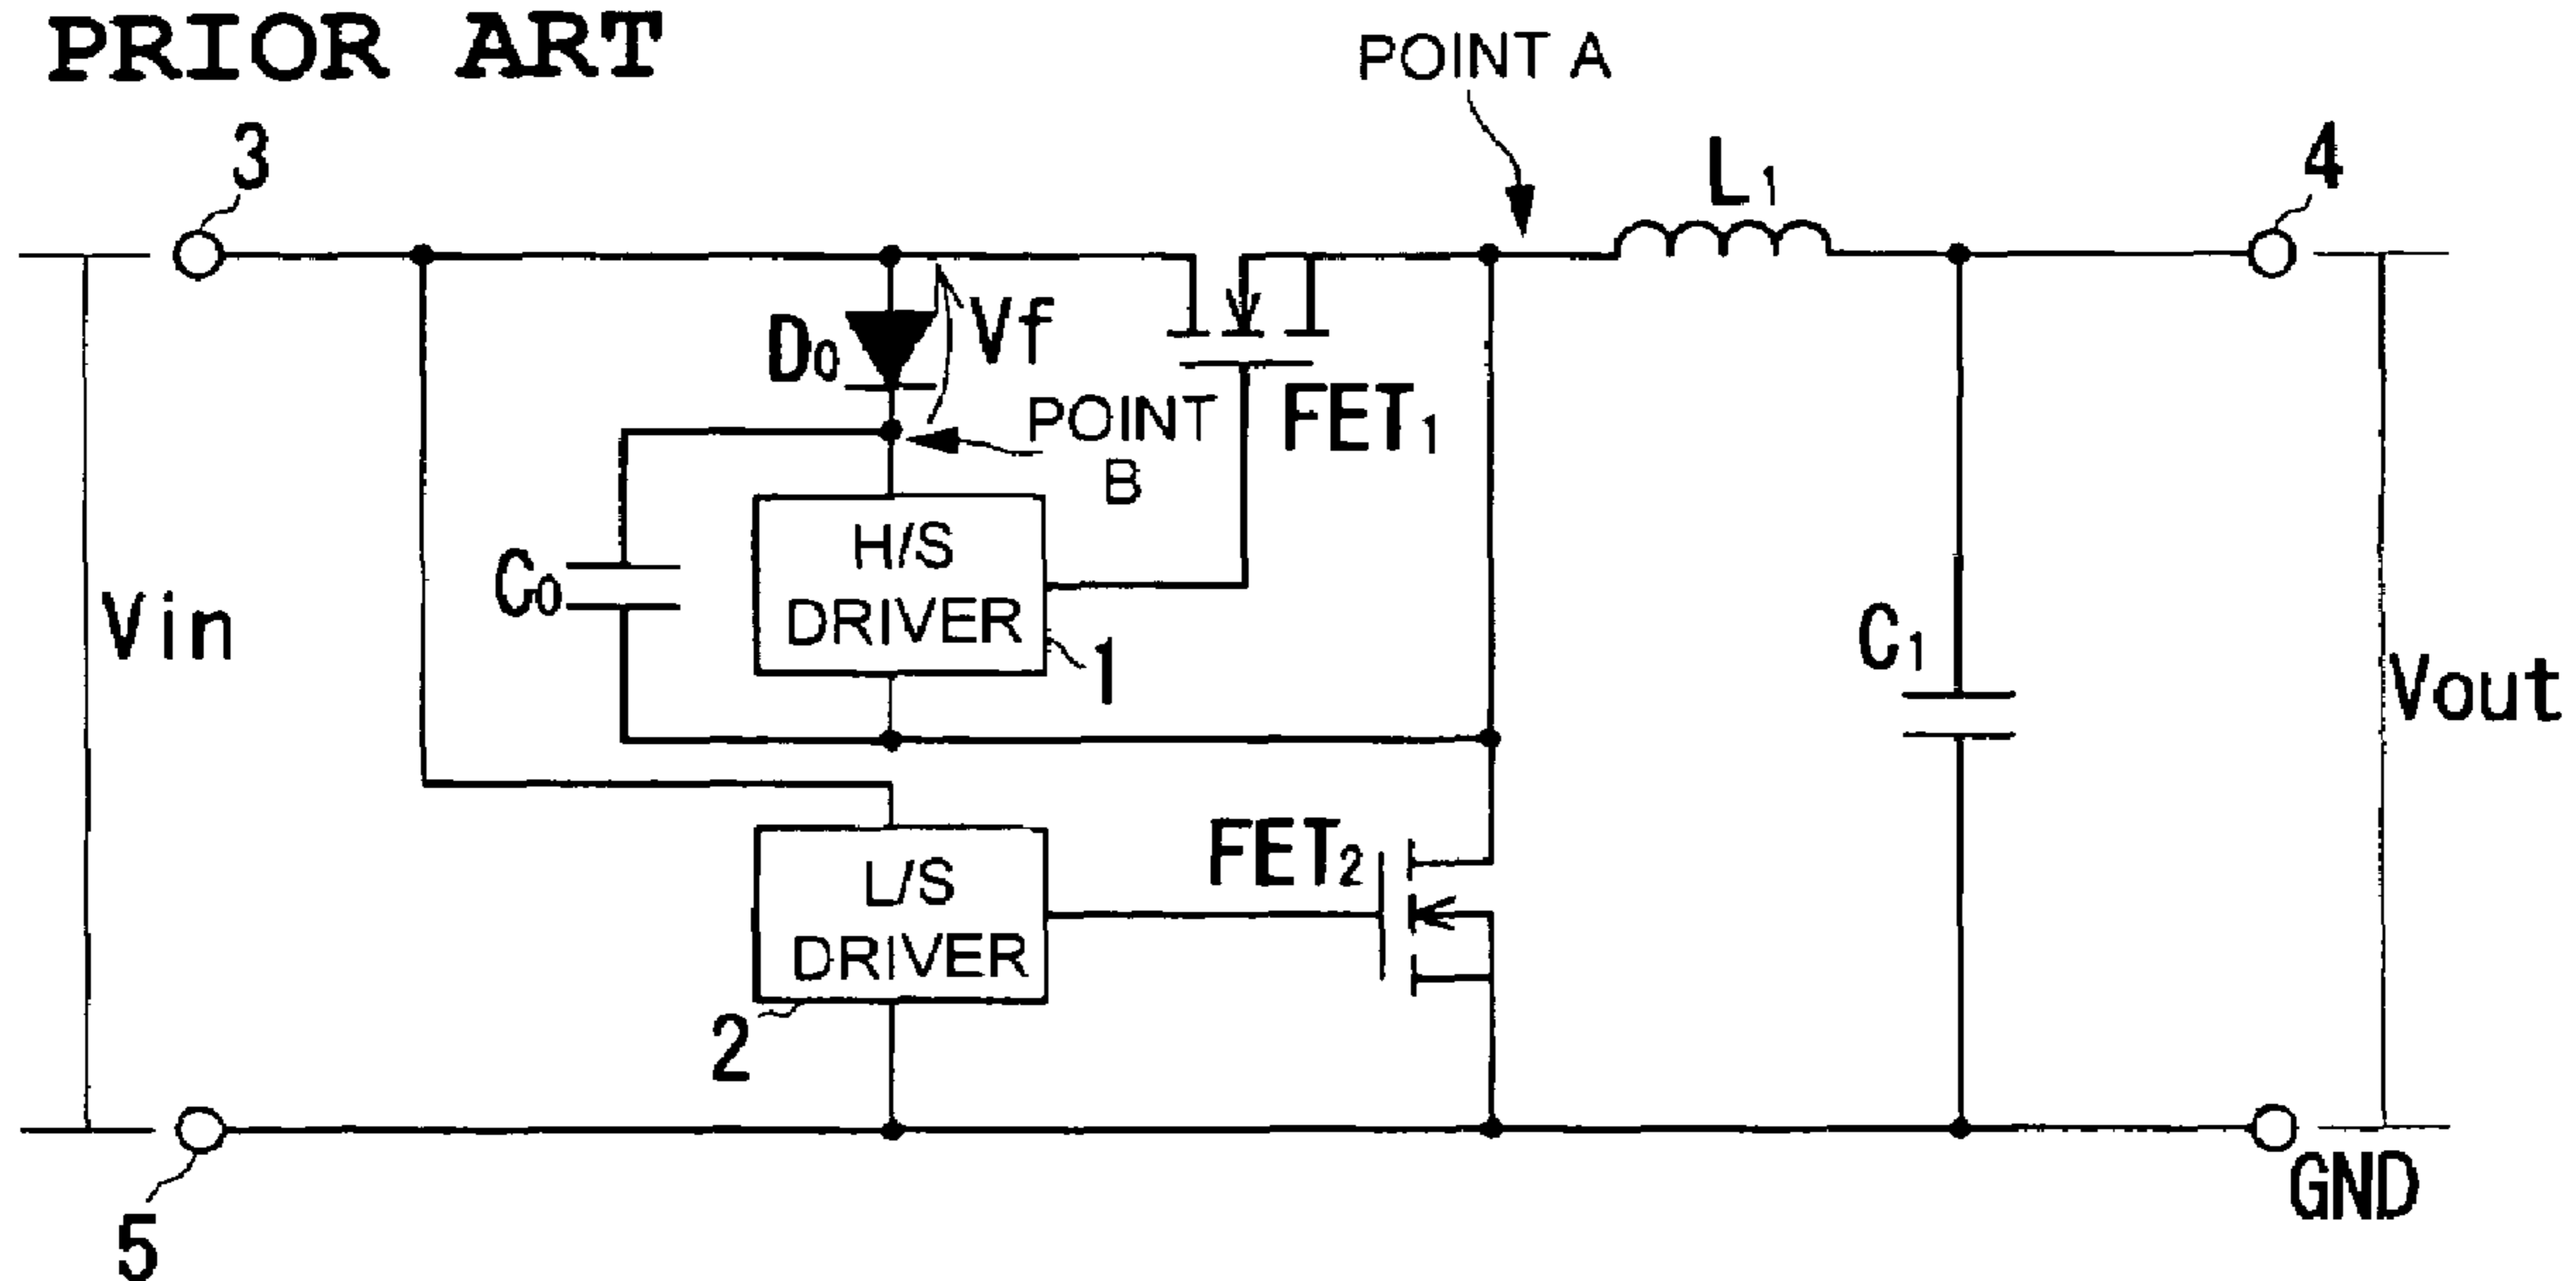 PRIOR ART
POINT A
3
L1
4
D0
Vf
POINT
B
FET1
H/S
DRIVER
C0
1
Vin
C1
Vout
L/S
DRIVER
FET2
2
5
GND